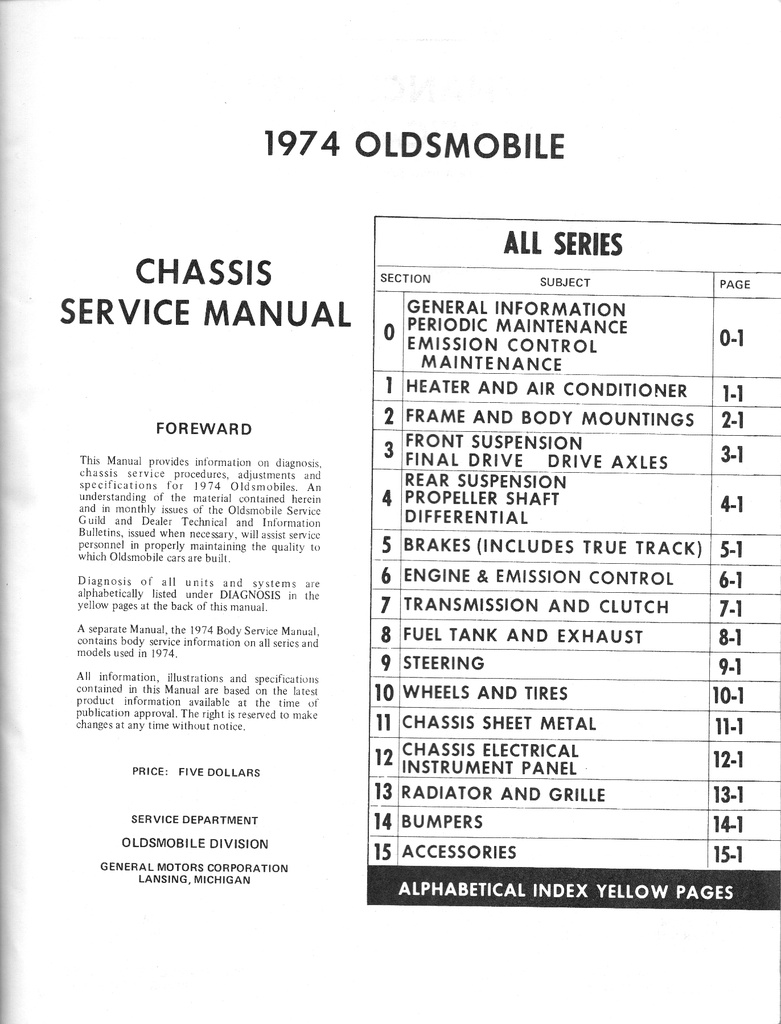 1974 OLDSMOBILE
CHASSIS
SERVICE MANUAL
FOREWARD
This Manual provides information on diagnosis,
chassis service procedures, adjustments and
specifications for 1974 Oldsmobiles. An
understanding of the material contained herein
and in monthly issues of the Oldsmobile Service
Guild and Dealer Technical and Information
Bulletins, issued when necessary, will assist service
personnel in properly maintaining the quality to
which Oldsmobile cars are built.
Diagnosis of all units and systems are
alphabetically listed under DIAGNOSIS in the
yellow pages at the back of this manual.
A separate Manual, the 1974 Body Service Manual,
contains body service information on all series and
models used in 1974.
All information, illustrations and specifications
contained in this Manual are based on the latest
product information available at the time of
publication approval. The right is reserved to make
changes at any time without notice.
PRICE: FIVE DOLLARS
SERVICE DEPARTMENT
OLDSMOBILE DIVISION
GENERAL MOTORS CORPORATION
LANSING, MICHIGAN
ALL SERIES
SECTION SUBJECT PAGE
0 GENERAL INFORMATION
PERIODIC MAINTENANCE
EMISSION CONTROL
MAINTENANCE 0-1
1 HEATER AND AIR CONDITIONER 1-1
2 FRAME AND BODY MOUNTINGS 2-1
3 FRONT SUSPENSION
FINAL DRIVE DRIVE AXLES 3-1
4 REAR SUSPENSION
PROPELLER SHAFT
DIFFERENTIAL 4-1
5 BRAKES (INCLUDES TRUE TRACK) 5-1
6 ENGINE & EMISSION CONTROL 6-1
7 TRANSMISSION AND CLUTCH 7-1
8 FUEL TANK AND EXHAUST 8-1
9 STEERING 9-1
10 WHEELS AND TIRES 10-1
11 CHASSIS SHEET METAL 11-1
12 CHASSIS ELECTRICAL
INSTRUMENT PANEL 12-1
13 RADIATOR AND GRILLE 13-1
14 BUMPERS 14-1
15 ACCESSORIES 15-1
ALPHABETICAL INDEX YELLOW PAGES